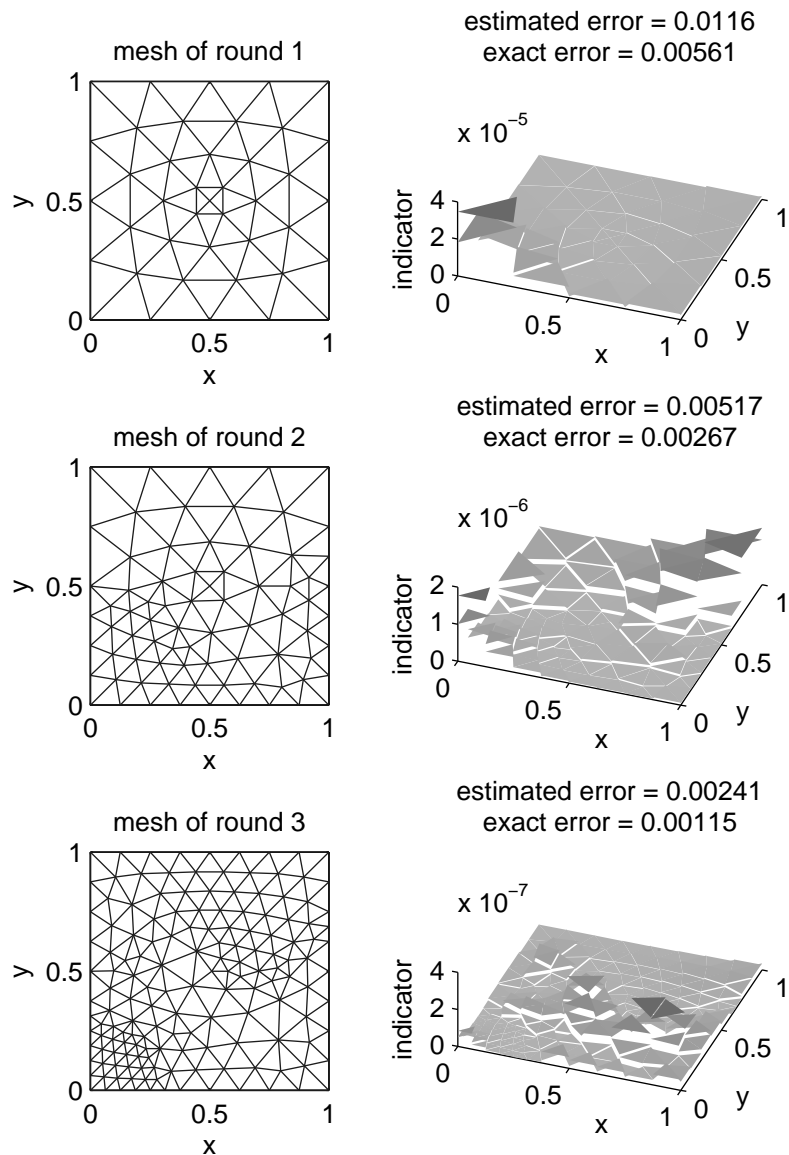 mesh of round 1
1
0.5
0
y
0
0.5
1
x
estimated error = 0.0116
exact error = 0.00561
x 10⁻⁵
4
2
0
indicator
0
0.5
1
x
0
0.5
1
y
mesh of round 2
1
0.5
0
y
0
0.5
1
x
estimated error = 0.00517
exact error = 0.00267
x 10⁻⁶
2
1
0
indicator
0
0.5
1
x
0
0.5
1
y
mesh of round 3
1
0.5
0
y
0
0.5
1
x
estimated error = 0.00241
exact error = 0.00115
x 10⁻⁷
4
2
0
indicator
0
0.5
1
x
0
0.5
1
y